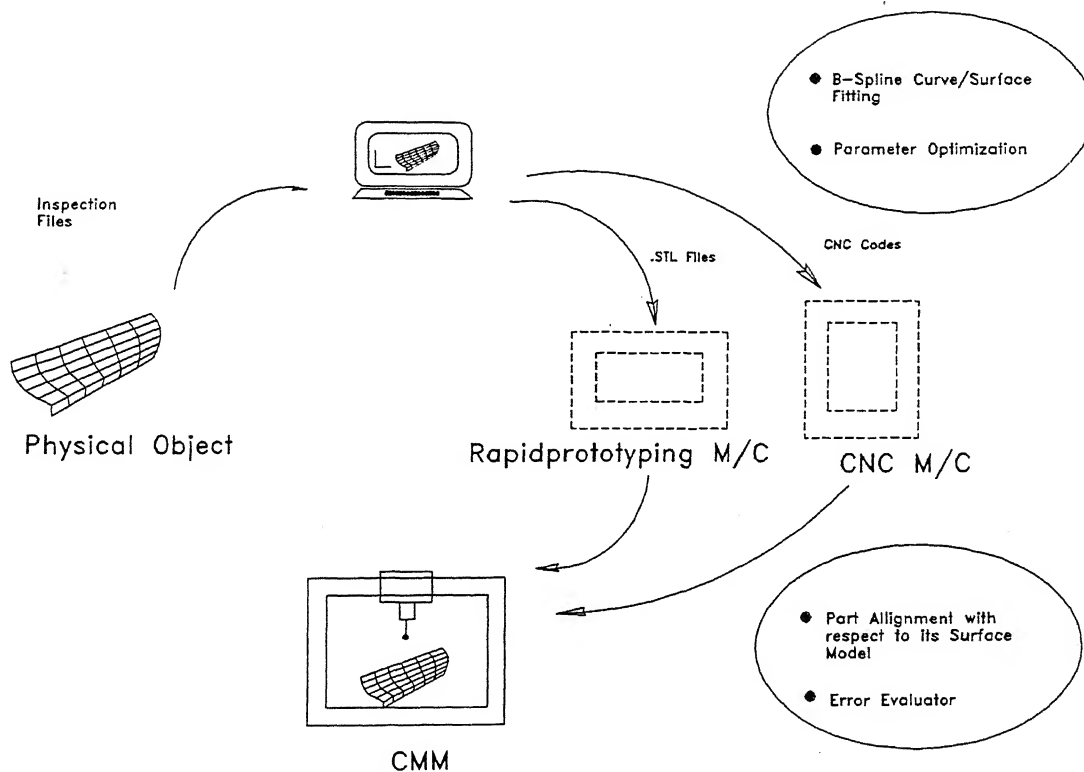 ● B-Spline Curve/Surface
Fitting
● Parameter Optimization
Inspection
Files
.STL Files
CNC Codes
Physical Object
Rapidprototyping M/C
CNC M/C
● Part Allignment with
respect to its Surface
Model
● Error Evaluator
CMM